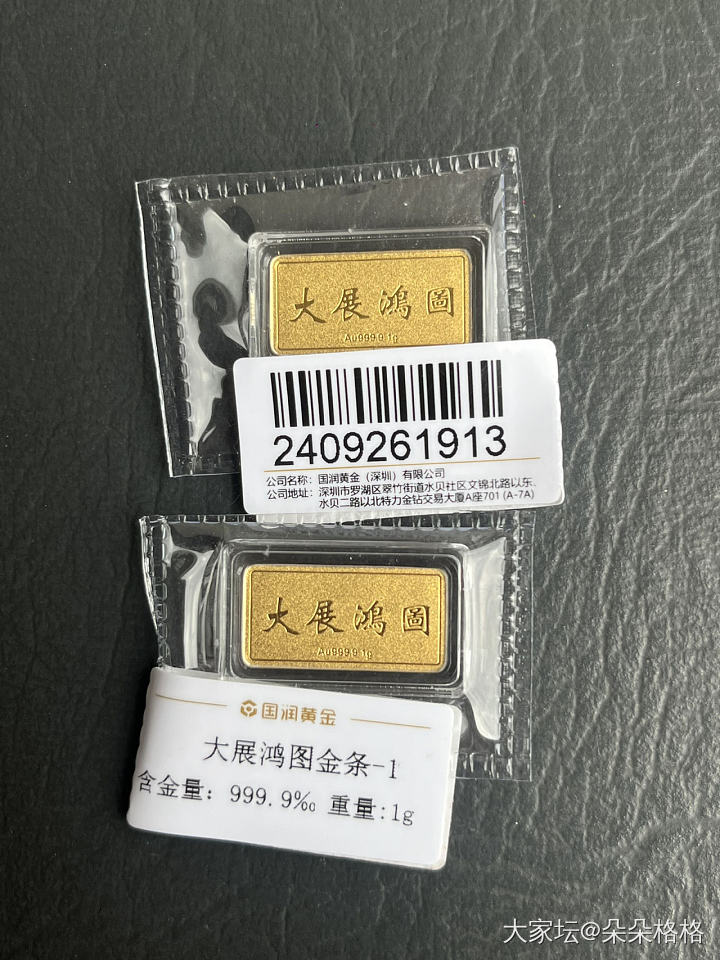 大展鴻圖
Au999.9 1g
2409261913
公司名称：国润黄金（深圳）有限公司
公司地址：深圳市罗湖区翠竹街道水贝社区文锦北路以东、
水贝二路以北特力金钻交易大厦A座701 (A-7A)
大展鴻圖
Au999.9 1g
国润黄金
大展鸿图金条-1
含金量：999.9‰ 重量:1g
大家坛@朵朵格格